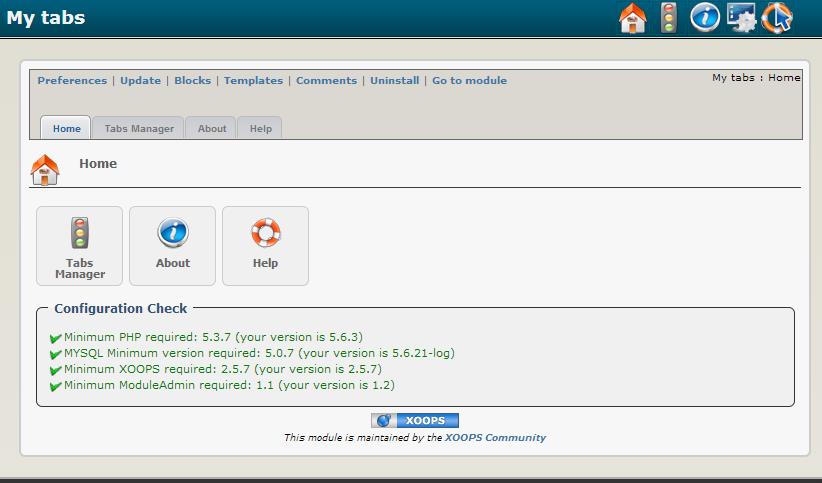 My tabs
Preferences | Update | Blocks | Templates | Comments | Uninstall | Go to module
My tabs : Home
Home Tabs Manager About Help
Home
Tabs Manager
About
Help
Configuration Check
Minimum PHP required: 5.3.7 (your version is 5.6.3)
MYSQL Minimum version required: 5.0.7 (your version is 5.6.21-log)
Minimum XOOPS required: 2.5.7 (your version is 2.5.7)
Minimum ModuleAdmin required: 1.1 (your version is 1.2)
XOOPS
This module is maintained by the XOOPS Community